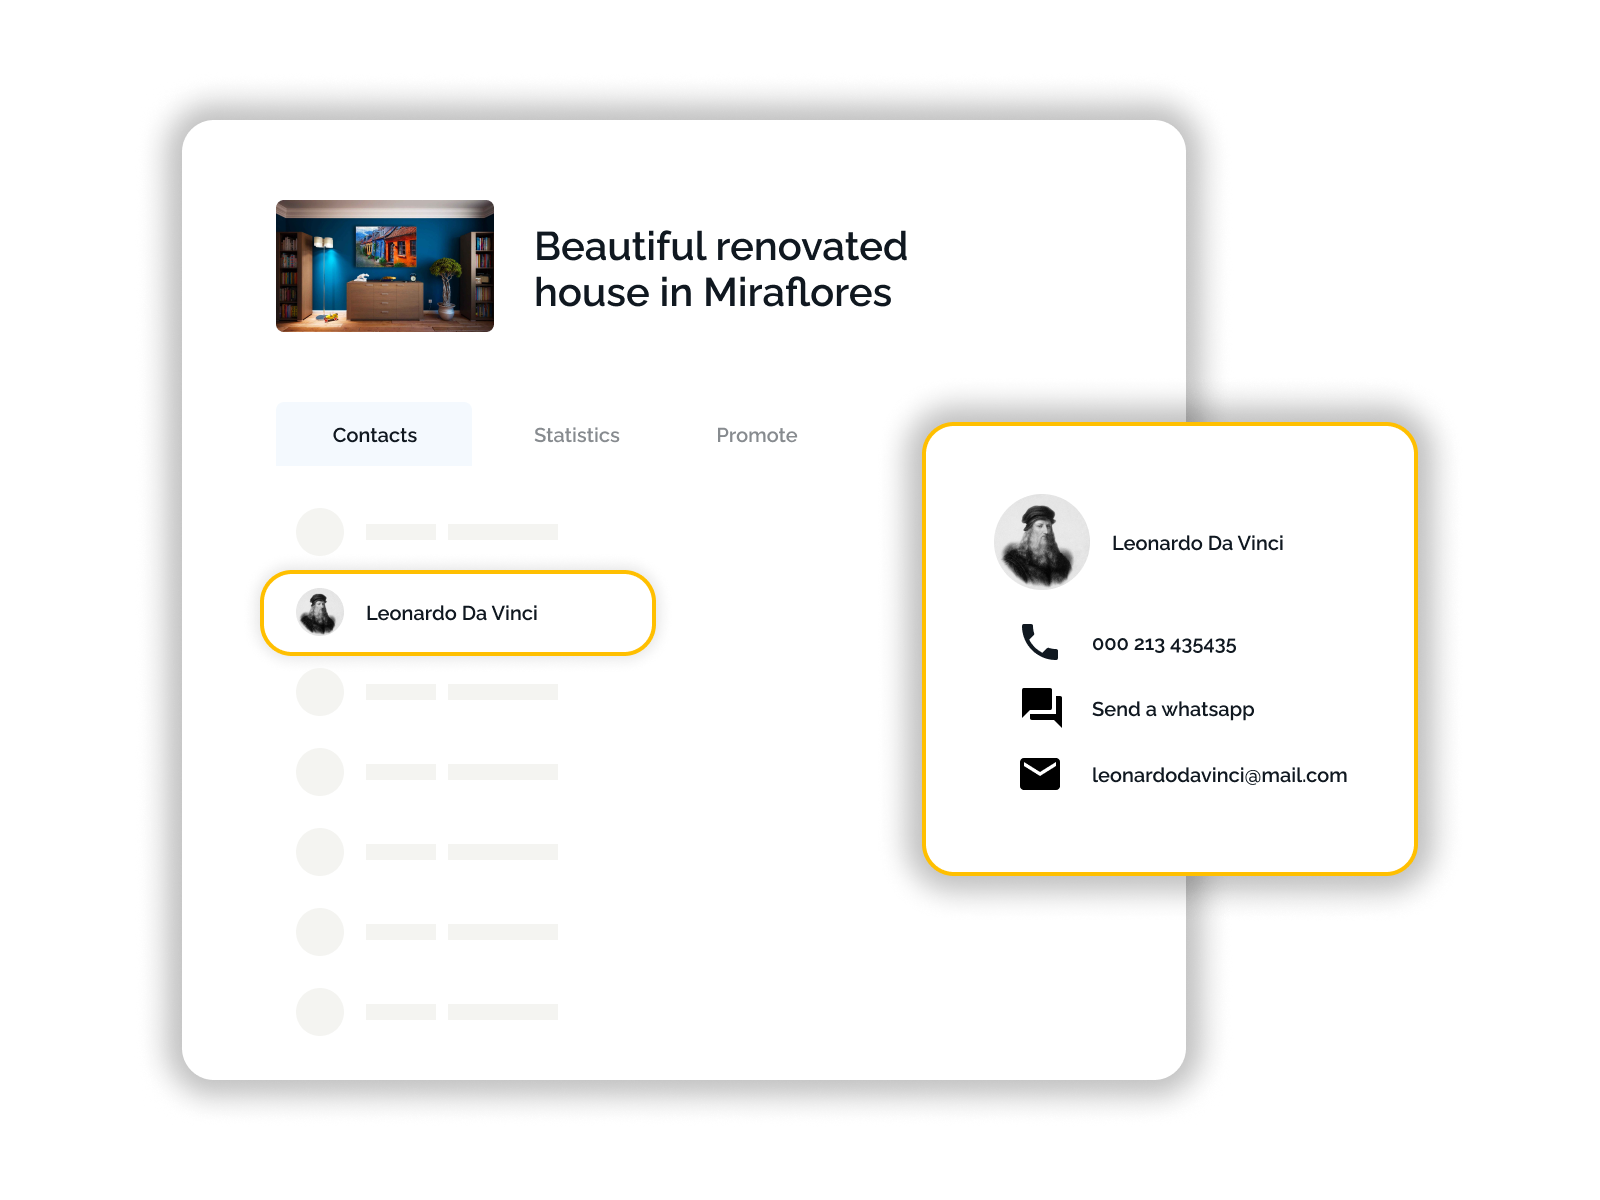 Beautiful renovated
house in Miraflores
Contacts
Statistics
Promote
Leonardo Da Vinci
Leonardo Da Vinci
000 213 435435
Send a whatsapp
leonardodavinci@mail.com